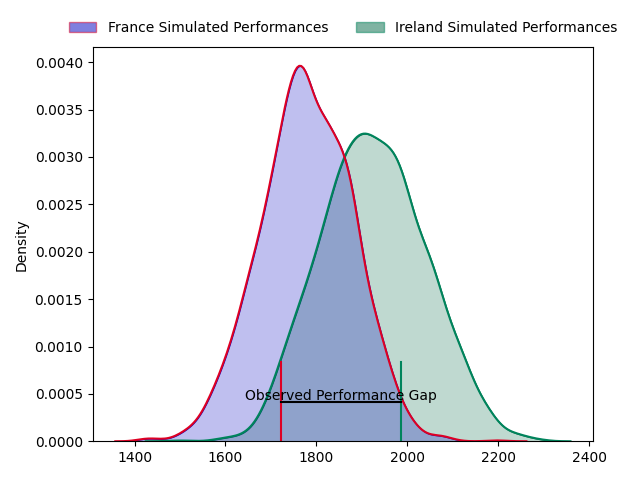 France Simulated Performances
Ireland Simulated Performances
0.0040
0.0035
0.0030
0.0025
0.0020
0.0015
0.0010
0.0005
0.0000
Density
Observed Performance Gap
1400 1600 1800 2000 2200 2400